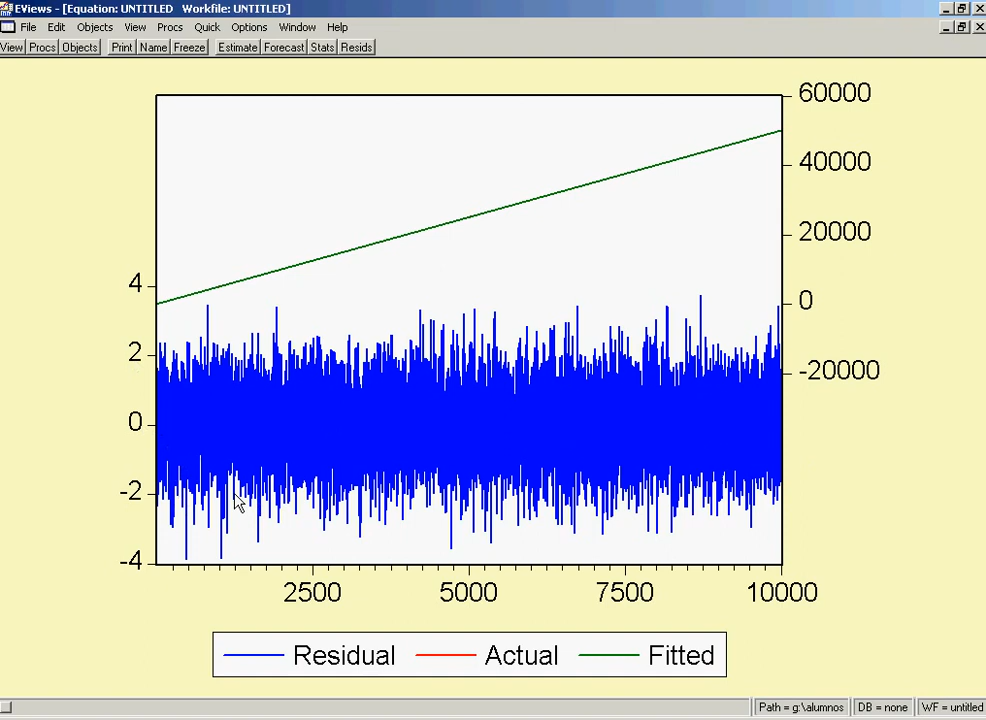 EViews - [Equation: UNTITLED   Workfile: UNTITLED]
File Edit Objects View Procs Quick Options Window Help
View Procs Objects Print Name Freeze Estimate Forecast Stats Resids
60000
40000
20000
0
-20000
4
2
0
-2
-4
2500 5000 7500 10000
Residual Actual Fitted
Path = g:\alumnos DB = none WF = untitled